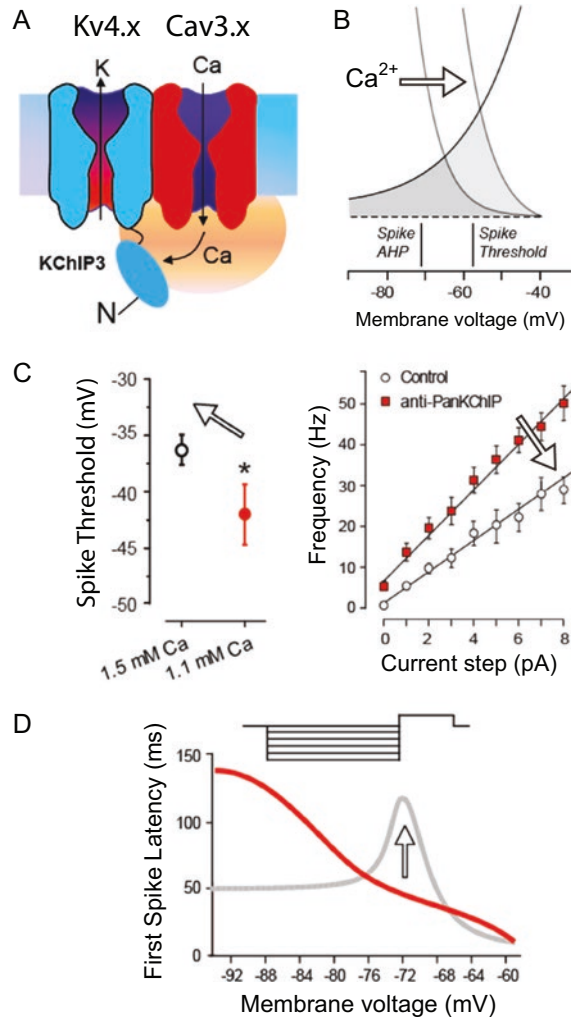 A
Kv4.x Cav3.x
K
Ca
KChIP3
Ca
N
B
Ca2+
Spike
AHP
Spike
Threshold
-80 -60 -40
Membrane voltage (mV)
C
Spike Threshold (mV)
-30
-35
-40
-45
-50
*
1.5 mM Ca
1.1 mM Ca
Control
anti-PanKChIP
Frequency (Hz)
50
40
30
20
10
0
0 2 4 6 8
Current step (pA)
D
First Spike Latency (ms)
150
100
50
0
-92 -88 -84 -80 -76 -72 -68 -64 -60
Membrane voltage (mV)